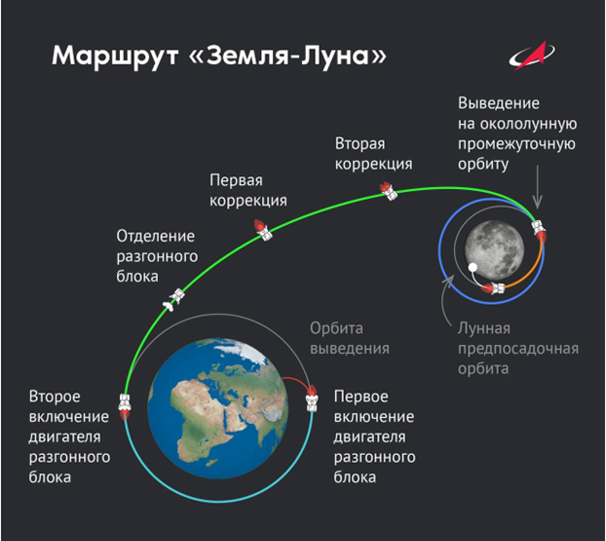 Маршрут «Земля-Луна»
Выведение
на окололунную
промежуточную
орбиту
Вторая
коррекция
Первая
коррекция
Отделение
разгонного
блока
Орбита
выведения
Лунная
предпосадочная
орбита
Второе
включение
двигателя
разгонного
блока
Первое
включение
двигателя
разгонного
блока